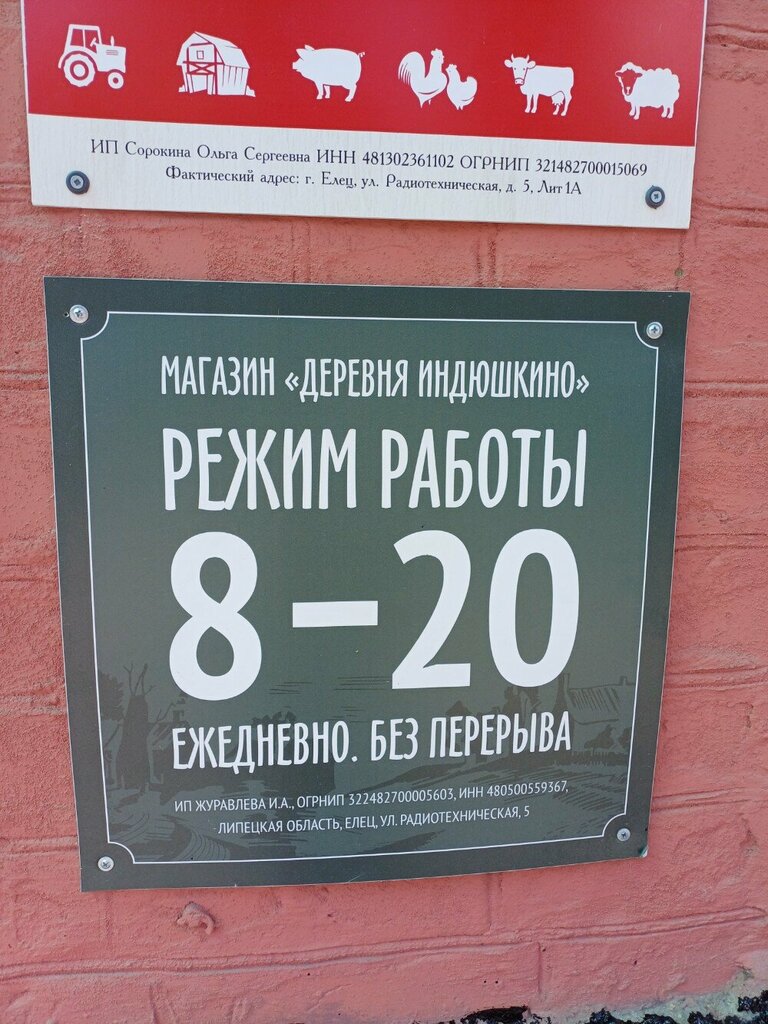 ИП Сорокина Ольга Сергеевна ИНН 481302361102 ОГРНИП 321482700015069
Фактический адрес: г. Елец, ул. Радиотехническая, д. 5, Лит 1А
МАГАЗИН «ДЕРЕВНЯ ИНДЮШКИНО»
РЕЖИМ РАБОТЫ
8–20
ЕЖЕДНЕВНО. БЕЗ ПЕРЕРЫВА
ИП ЖУРАВЛЕВА И.А., ОГРНИП 322482700005603, ИНН 480500559367,
ЛИПЕЦКАЯ ОБЛАСТЬ, ЕЛЕЦ, УЛ. РАДИОТЕХНИЧЕСКАЯ, 5